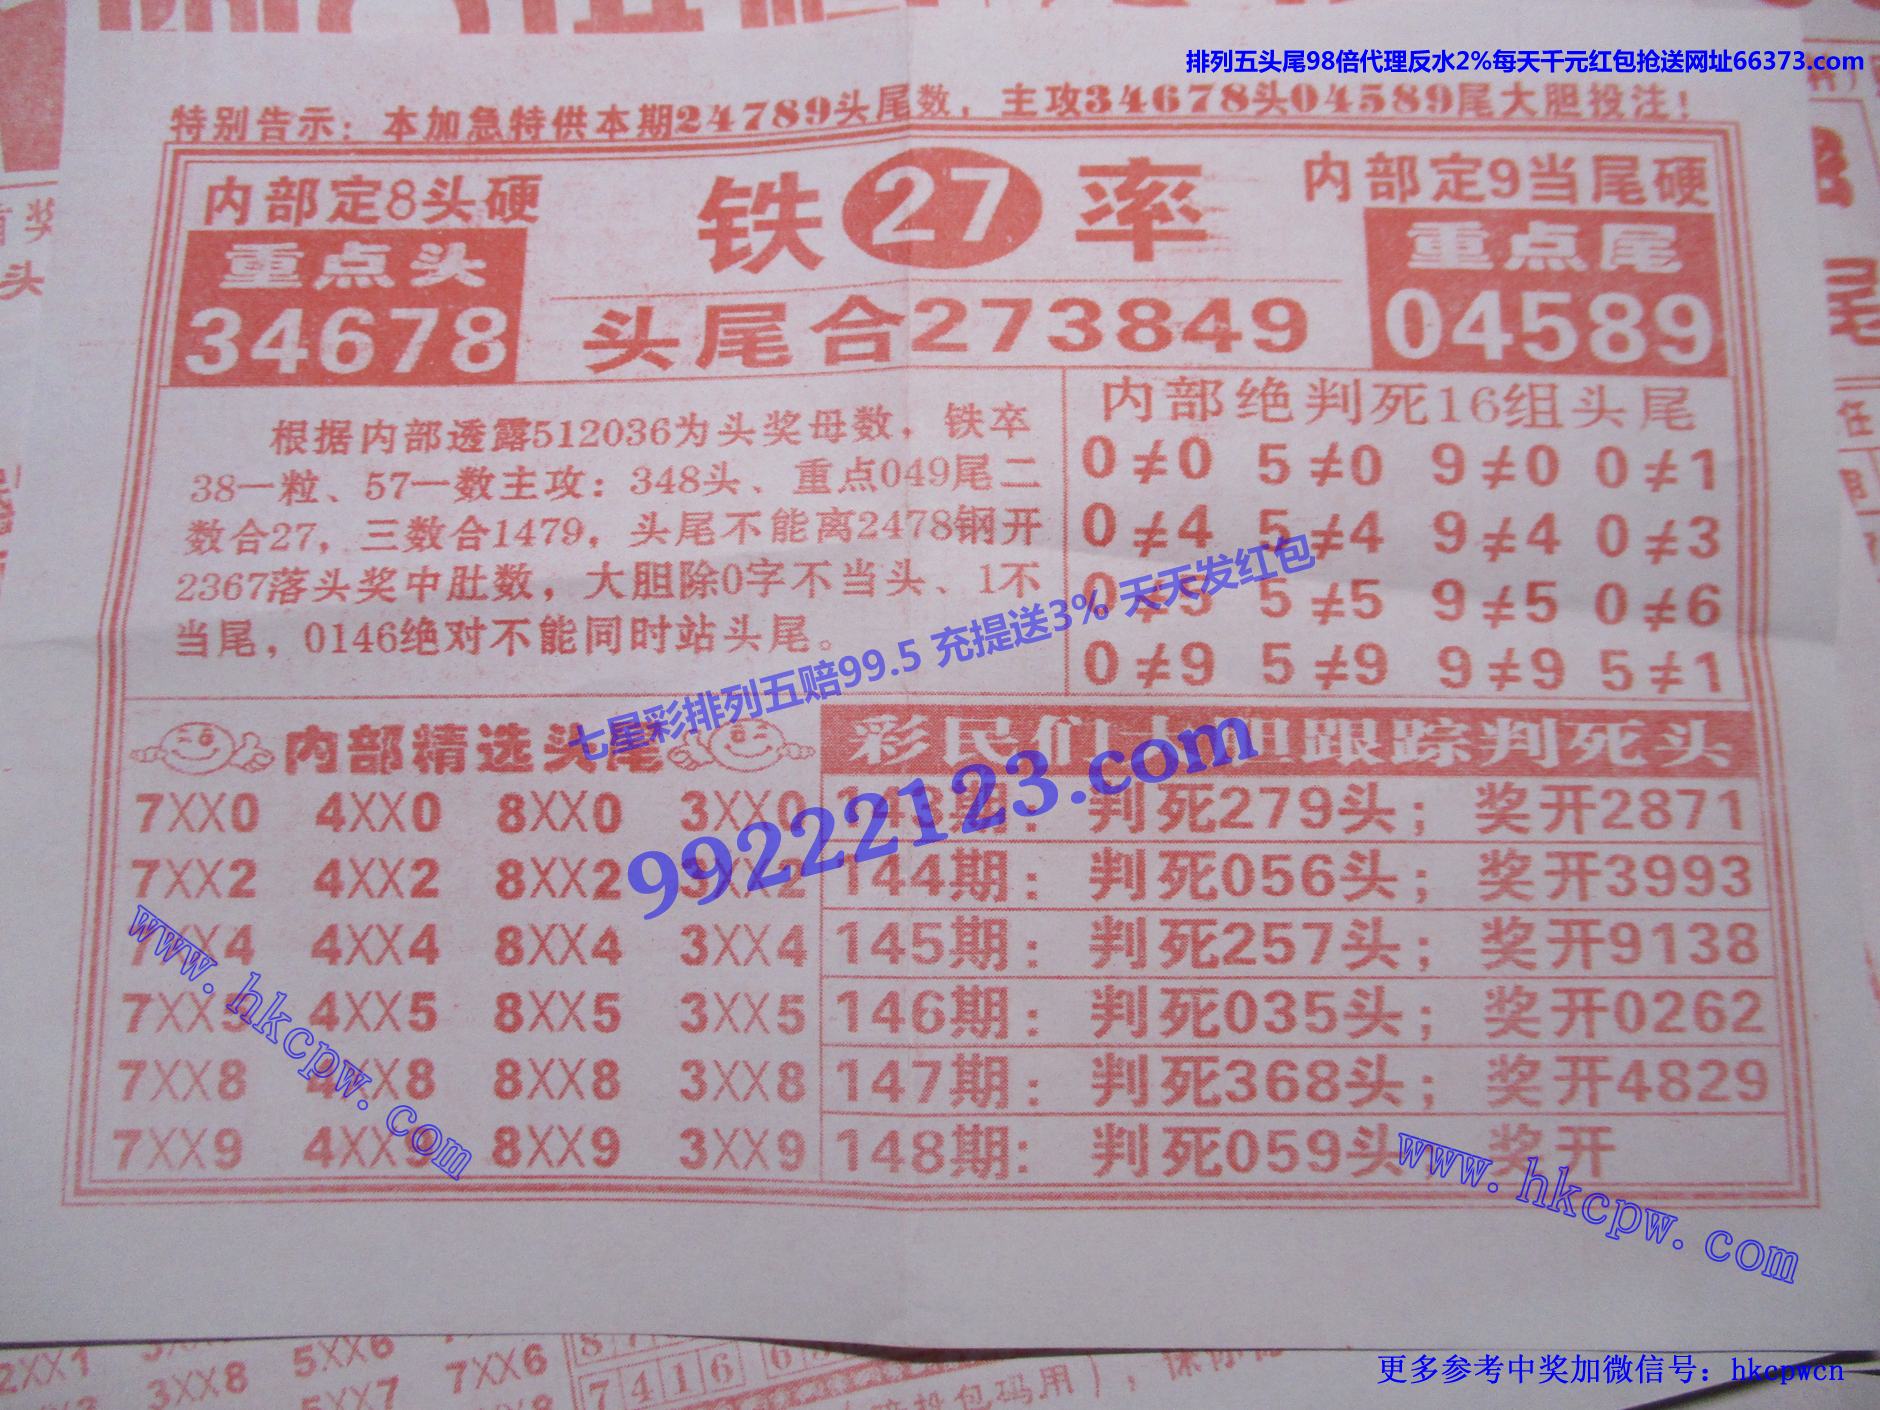 排列五头尾98倍代理反水2%每天千元红包抢送网址66373.com
特别告示：本加急特供本期24789头尾数，主攻34678头04589尾大胆投注！
内部定8头硬
铁27率
内部定9当尾硬
重点头
34678
头尾合273849
重点尾
04589
根据内部透露512036为头奖母数，铁卒
38一粒、57一数主攻：348头、重点049尾二
数合27，三数合1479，头尾不能离2478钢开
2367落头奖中肚数，大胆除0字不当头、1不
当尾，0146绝对不能同时站头尾。
内部绝判死16组头尾
0≠0 5≠0 9≠0 0≠1
0≠4 5≠4 9≠4 0≠3
0≠5 5≠5 9≠5 0≠6
0≠9 5≠9 9≠9 5≠1
七星彩排列五赔99.5 充提送3% 天天发红包
99222123.com
内部精选头尾
7XX0 4XX0 8XX0 3XX0
7XX2 4XX2 8XX2 3XX2
7XX4 4XX4 8XX4 3XX4
7XX5 4XX5 8XX5 3XX5
7XX8 4XX8 8XX8 3XX8
7XX9 4XX9 8XX9 3XX9
彩民们大胆跟踪判死头
143期：判死279头；奖开2871
144期：判死056头；奖开3993
145期：判死257头；奖开9138
146期：判死035头；奖开0262
147期：判死368头；奖开4829
148期：判死059头；奖开
www.hkcpw.com
www.hkcpw.com
2XX1 5XX6 7XX6
3XX8 5XX7
7416
更多参考中奖加微信号：hkcpwcn